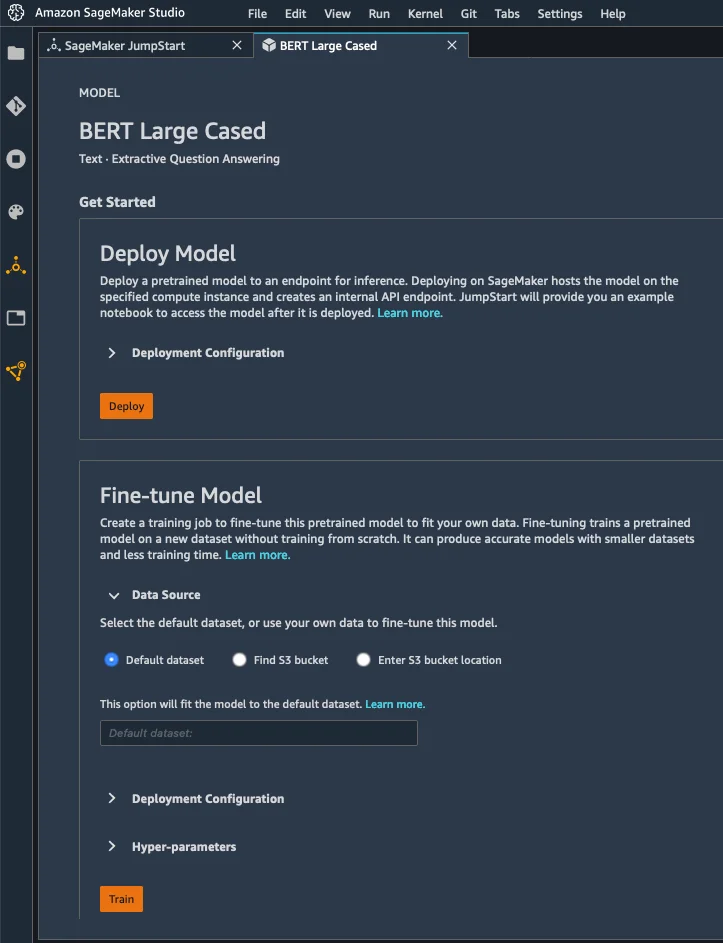 Amazon SageMaker Studio File Edit View Run Kernel Git Tabs Settings Help
SageMaker JumpStart BERT Large Cased
MODEL
BERT Large Cased
Text · Extractive Question Answering
Get Started
Deploy Model
Deploy a pretrained model to an endpoint for inference. Deploying on SageMaker hosts the model on the
specified compute instance and creates an internal API endpoint. JumpStart will provide you an example
notebook to access the model after it is deployed. Learn more.
Deployment Configuration
Deploy
Fine-tune Model
Create a training job to fine-tune this pretrained model to fit your own data. Fine-tuning trains a pretrained
model on a new dataset without training from scratch. It can produce accurate models with smaller datasets
and less training time. Learn more.
Data Source
Select the default dataset, or use your own data to fine-tune this model.
Default dataset Find S3 bucket Enter S3 bucket location
This option will fit the model to the default dataset. Learn more.
Default dataset:
Deployment Configuration
Hyper-parameters
Train